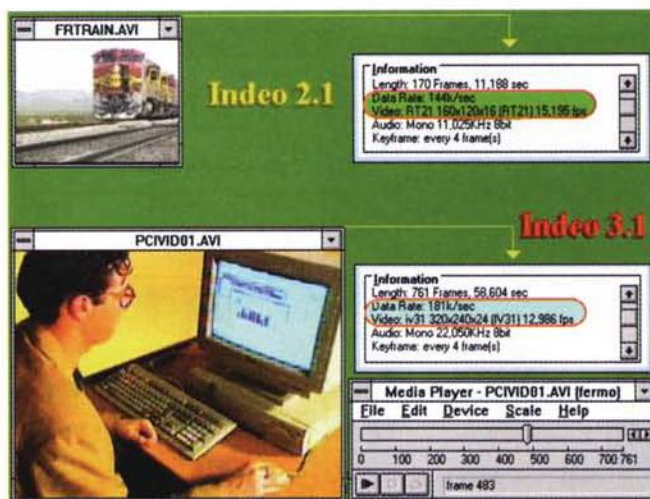 FRTRAIN.AVI
Indeo 2.1
Information
Length: 170 Frames, 11,188 sec
Data Rate: 144k/sec
Video: RT21 160x120x16 (RT21) 15,195 fps
Audio: Mono 11,025KHz 8bit
Keyframe: every 4 frame(s)
Indeo 3.1
PCIVID01.AVI
Information
Length: 761 Frames, 58,604 sec
Data Rate: 181k/sec
Video: iv31 320x240x24 (IV31) 12,986 fps
Audio: Mono 22,050KHz 8bit
Keyframe: every 4 frame(s)
Media Player - PCIVID01.AVI (fermo)
File Edit Device Scale Help
0 100 200 300 400 500 600 700 761
frame 483